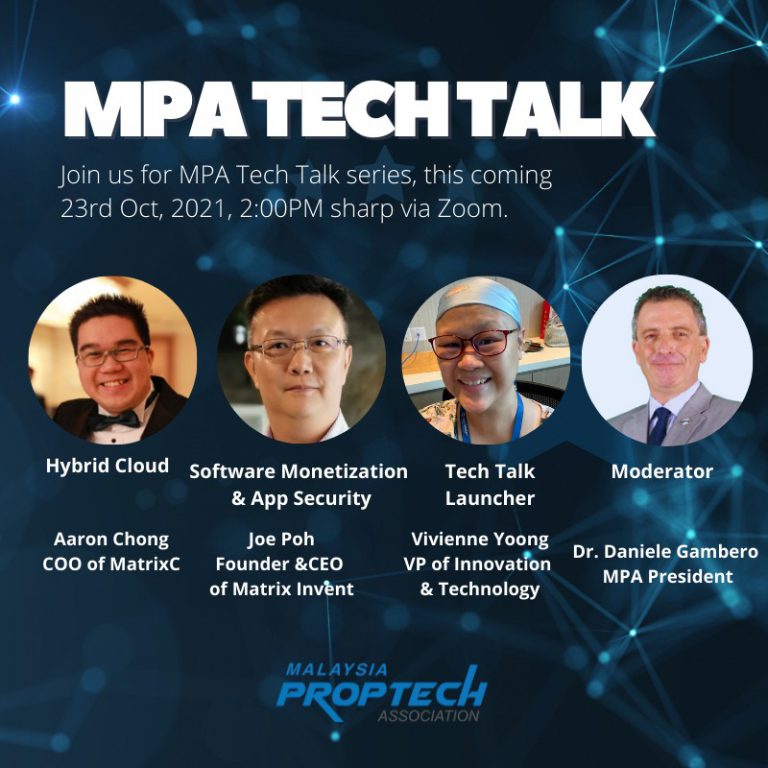 MPA TECH TALK
Join us for MPA Tech Talk series, this coming
23rd Oct, 2021, 2:00PM sharp via Zoom.
Hybrid Cloud
Aaron Chong
COO of MatrixC
Software Monetization
& App Security
Joe Poh
Founder &CEO
of Matrix Invent
Tech Talk
Launcher
Vivienne Yoong
VP of Innovation
& Technology
Moderator
Dr. Daniele Gambero
MPA President
MALAYSIA
PROPTECH
ASSOCIATION